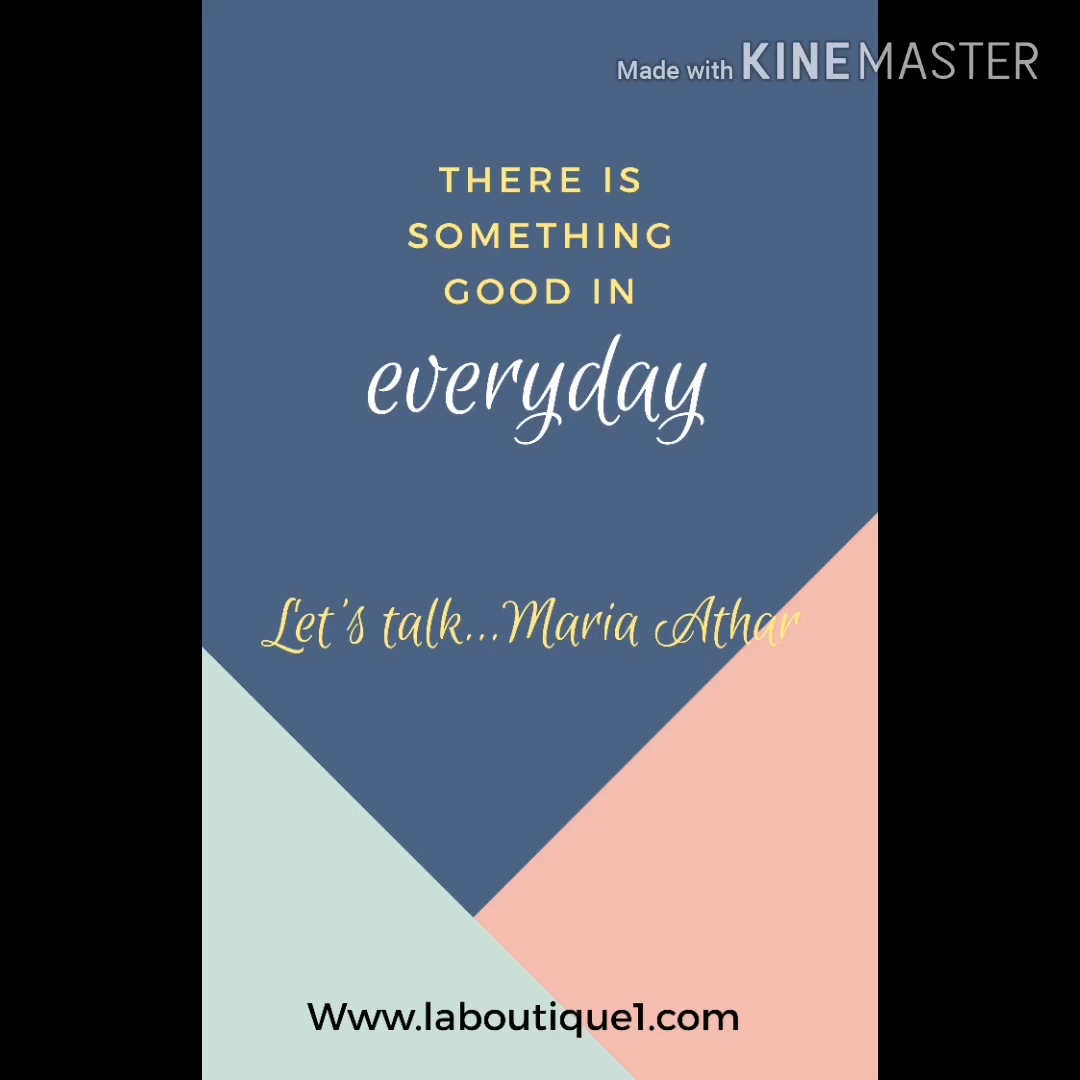 Made with KINEMASTER
THERE IS
SOMETHING
GOOD IN
everyday
Let's talk...Maria Athar
Www.laboutique1.com